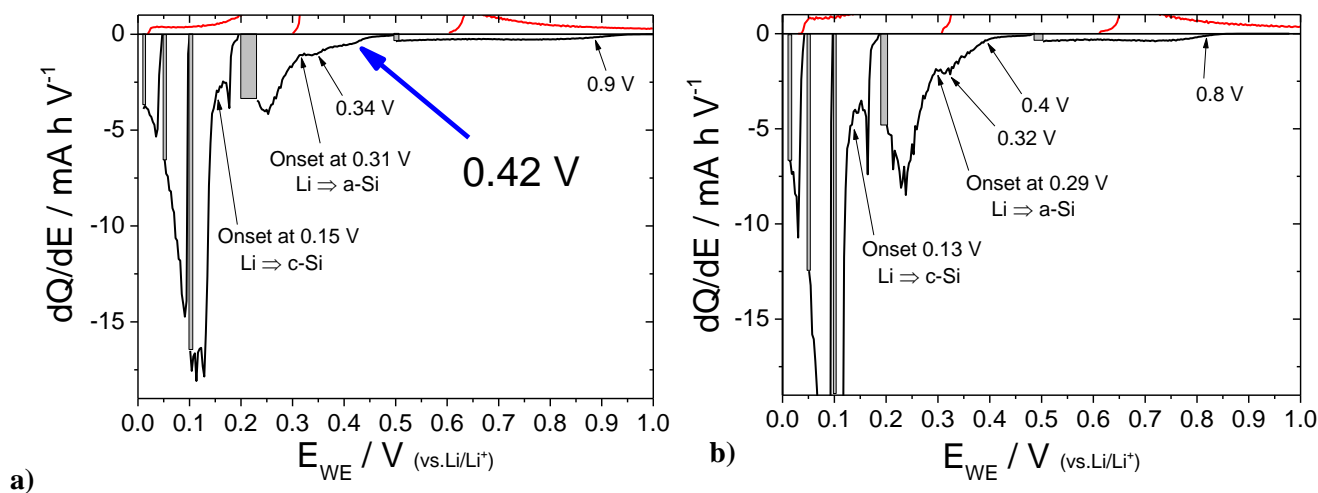 0
-5
-10
-15
dQ/dE / mA h V⁻¹
0.0 0.1 0.2 0.3 0.4 0.5 0.6 0.7 0.8 0.9 1.0
E_WE / V (vs.Li/Li⁺)
0.9 V
0.34 V
0.42 V
Onset at 0.31 V
Li ⇒ a-Si
Onset at 0.15 V
Li ⇒ c-Si
a)
0
-5
-10
-15
dQ/dE / mA h V⁻¹
0.0 0.1 0.2 0.3 0.4 0.5 0.6 0.7 0.8 0.9 1.0
E_WE / V (vs.Li/Li⁺)
0.8 V
0.4 V
0.32 V
Onset at 0.29 V
Li ⇒ a-Si
Onset 0.13 V
Li ⇒ c-Si
b)